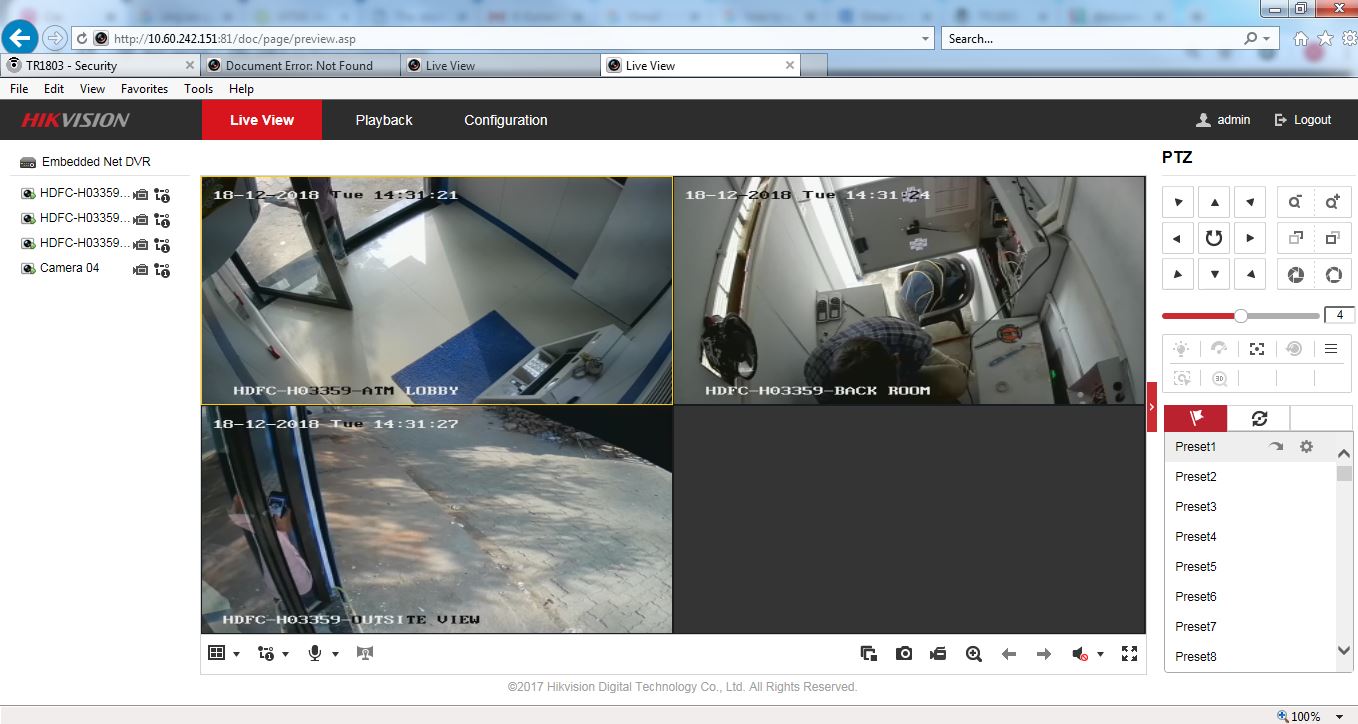 http://10.60.242.151:81/doc/page/preview.asp
Search...
TR1803 - Security
Document Error: Not Found
Live View
Live View
File Edit View Favorites Tools Help
HIKVISION
Live View
Playback
Configuration
admin
Logout
Embedded Net DVR
HDFC-H03359...
HDFC-H03359...
HDFC-H03359...
Camera 04
18-12-2018 Tue 14:31:21
HDFC-H03359-ATM LOBBY
18-12-2018 Tue 14:31:24
HDFC-H03359-BACK ROOM
18-12-2018 Tue 14:31:27
HDFC-H03359-OUTSITE VIEW
PTZ
4
3D
Preset1
Preset2
Preset3
Preset4
Preset5
Preset6
Preset7
Preset8
©2017 Hikvision Digital Technology Co., Ltd. All Rights Reserved.
100%